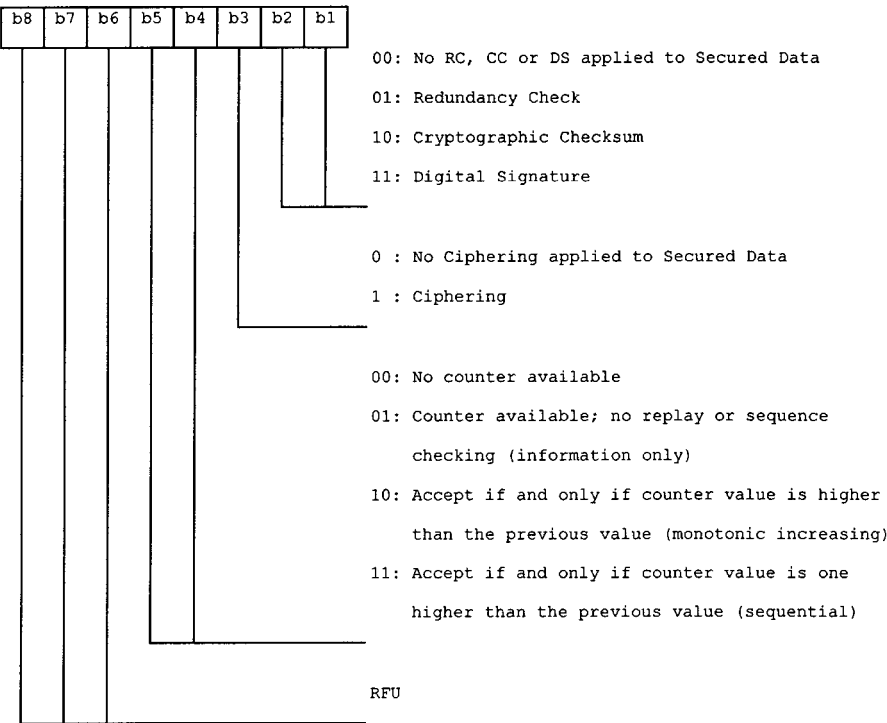 b8 b7 b6 b5 b4 b3 b2 b1
00: No RC, CC or DS applied to Secured Data
01: Redundancy Check
10: Cryptographic Checksum
11: Digital Signature
0 : No Ciphering applied to Secured Data
1 : Ciphering
00: No counter available
01: Counter available; no replay or sequence
checking (information only)
10: Accept if and only if counter value is higher
than the previous value (monotonic increasing)
11: Accept if and only if counter value is one
higher than the previous value (sequential)
RFU